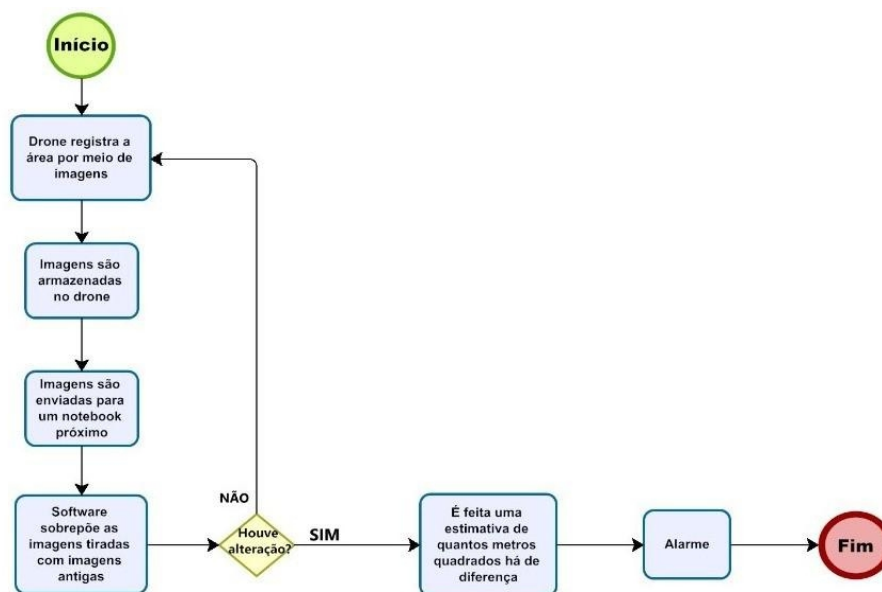 Início
Drone registra a
área por meio de
imagens
Imagens são
armazenadas
no drone
Imagens são
enviadas para
um notebook
próximo
Software
sobrepõe as
imagens tiradas
com imagens
antigas
NÃO
Houve
alteração?
SIM
É feita uma
estimativa de
quantos metros
quadrados há de
diferença
Alarme
Fim